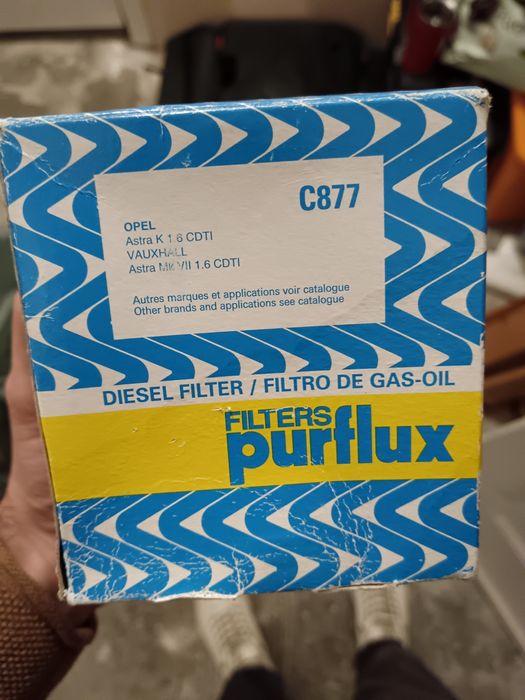 C877
OPEL
Astra K 1.6 CDTI
VAUXHALL
Astra MK VII 1.6 CDTI
Autres marques et applications voir catalogue
Other brands and applications see catalogue
DIESEL FILTER / FILTRO DE GAS-OIL
FILTERS
purflux